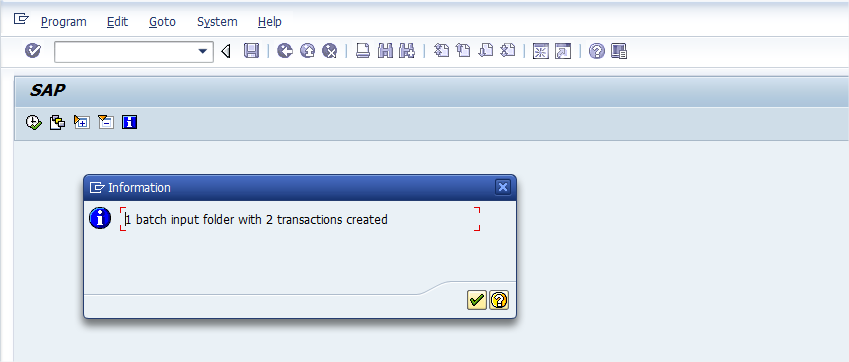 Program Edit Goto System Help
SAP
Information
1 batch input folder with 2 transactions created